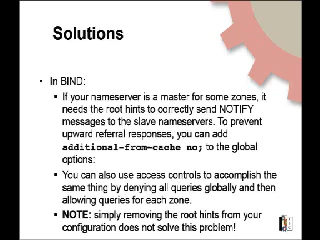 Solutions
• In BIND:
▪ If your nameserver is a master for some zones, it
needs the root hints to correctly send NOTIFY
messages to the slave nameservers. To prevent
upward referral responses, you can add
additional-from-cache no; to the global
options:
▪ You can also use access controls to accomplish the
same thing by denying all queries globally and then
allowing queries for each zone.
▪ NOTE: simply removing the root hints from your
configuration does not solve this problem!